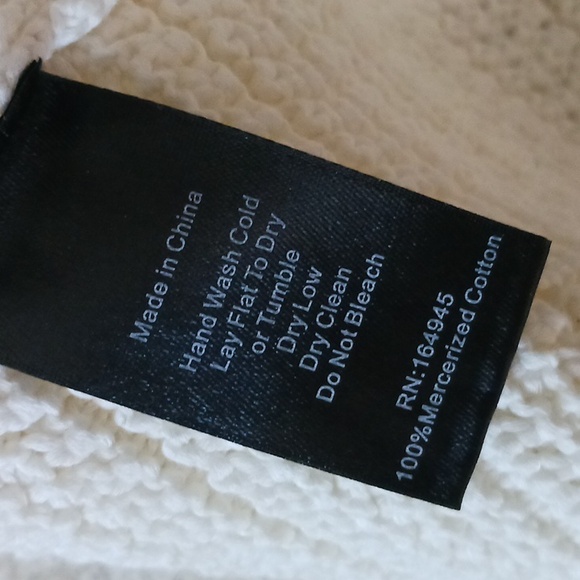 Made in China
Hand Wash Cold
Lay Flat To Dry
or Tumble
Dry Low
Dry Clean
Do Not Bleach
RN:164945
100%Mercerized Cotton